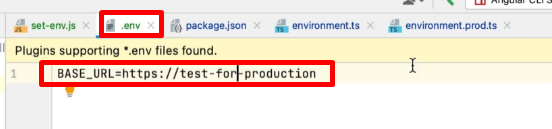 Angular CLI S
set-env.js .env package.json environment.ts environment.prod.ts
Plugins supporting *.env files found.
1 BASE_URL=https://test-for-production